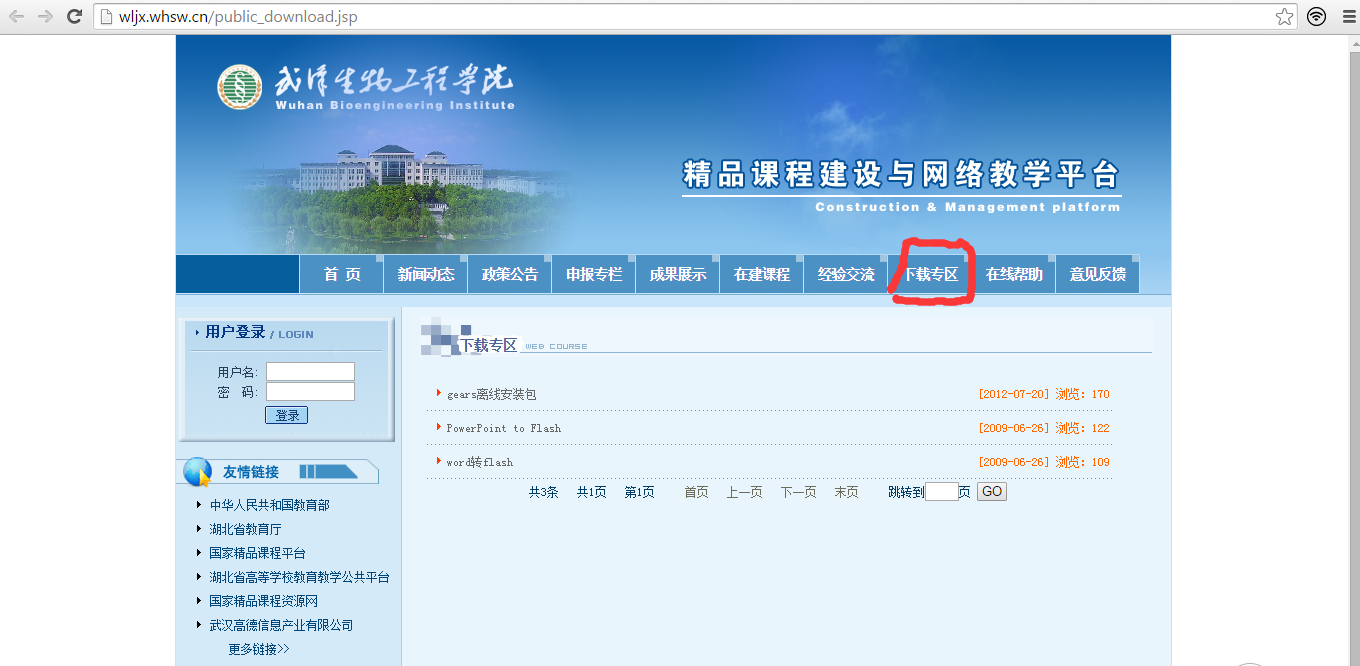 wljx.whsw.cn/public_download.jsp
武汉生物工程学院
Wuhan Bioengineering Institute
精品课程建设与网络教学平台
Construction & Management platform
首 页 新闻动态 政策公告 申报专栏 成果展示 在建课程 经验交流 下载专区 在线帮助 意见反馈
用户登录 / LOGIN
用户名:
密 码:
登录
友情链接
中华人民共和国教育部
湖北省教育厅
国家精品课程平台
湖北省高等学校教育教学公共平台
国家精品课程资源网
武汉高德信息产业有限公司
更多链接>>
下载专区 WEB COURSE
gears离线安装包 [2012-07-20] 浏览：170
PowerPoint to Flash [2009-06-26] 浏览：122
word转flash [2009-06-26] 浏览：109
共3条 共1页 第1页 首页 上一页 下一页 末页 跳转到 页 GO